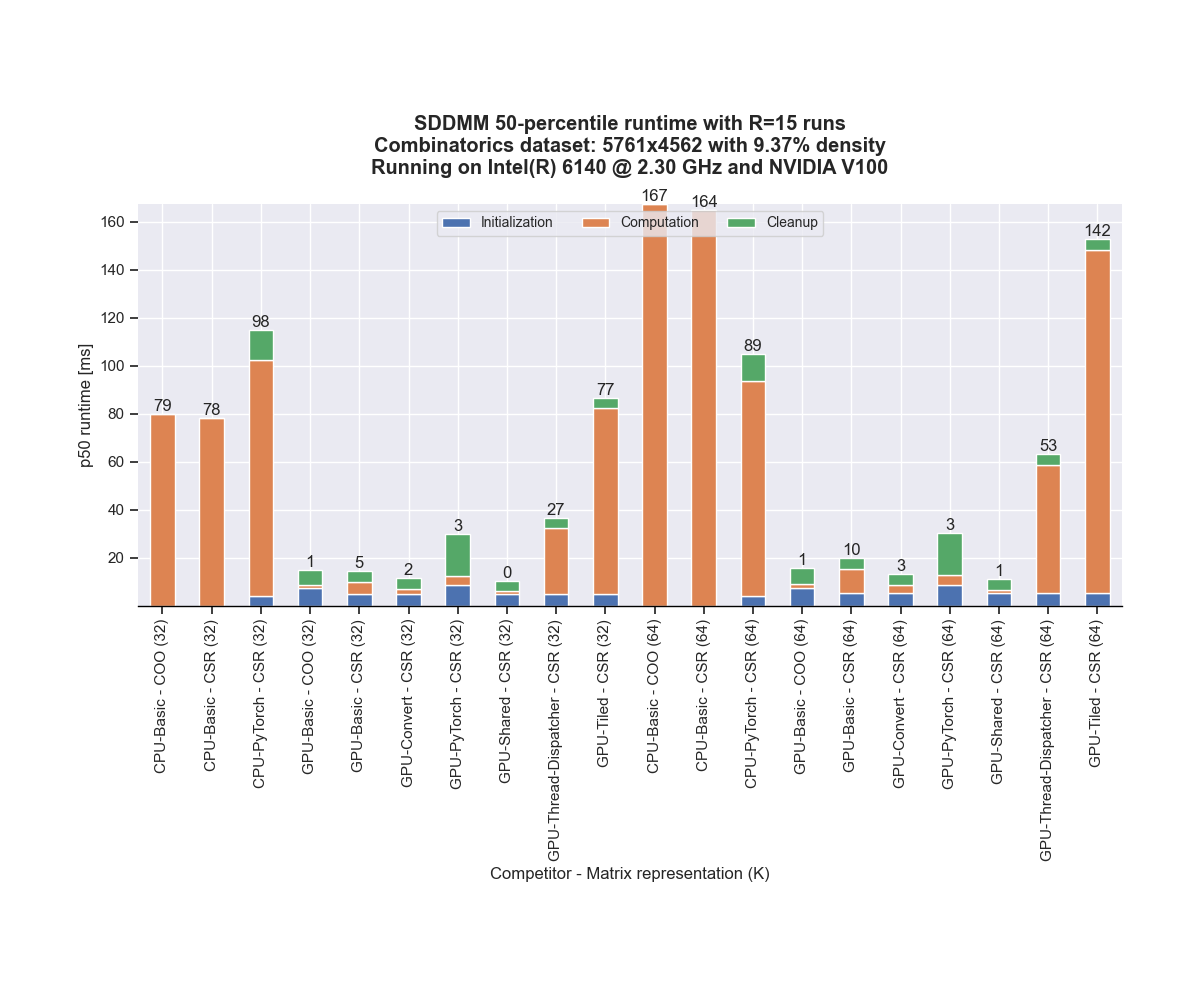 SDDMM 50-percentile runtime with R=15 runs
Combinatorics dataset: 5761x4562 with 9.37% density
Running on Intel(R) 6140 @ 2.30 GHz and NVIDIA V100
Initialization Computation Cleanup
p50 runtime [ms]
160
140
120
100
80
60
40
20
79
78
98
1
5
2
3
0
27
77
167
164
89
1
10
3
3
1
53
142
CPU-Basic - COO (32)
CPU-Basic - CSR (32)
CPU-PyTorch - CSR (32)
GPU-Basic - COO (32)
GPU-Basic - CSR (32)
GPU-Convert - CSR (32)
GPU-PyTorch - CSR (32)
GPU-Shared - CSR (32)
GPU-Thread-Dispatcher - CSR (32)
GPU-Tiled - CSR (32)
CPU-Basic - COO (64)
CPU-Basic - CSR (64)
CPU-PyTorch - CSR (64)
GPU-Basic - COO (64)
GPU-Basic - CSR (64)
GPU-Convert - CSR (64)
GPU-PyTorch - CSR (64)
GPU-Shared - CSR (64)
GPU-Thread-Dispatcher - CSR (64)
GPU-Tiled - CSR (64)
Competitor - Matrix representation (K)